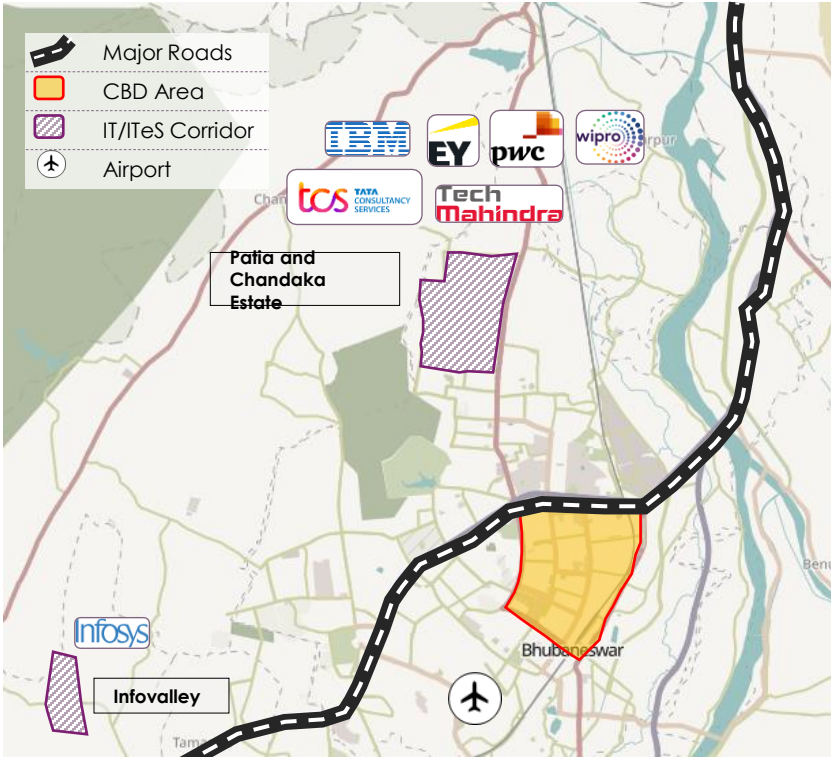 Major Roads
CBD Area
IT/ITeS Corridor
Airport
IBM
EY
pwc
wipro
tcs TATA
CONSULTANCY
SERVICES
Tech
Mahindra
Patia and
Chandaka
Estate
Infosys
Infovalley
Bhubaneswar